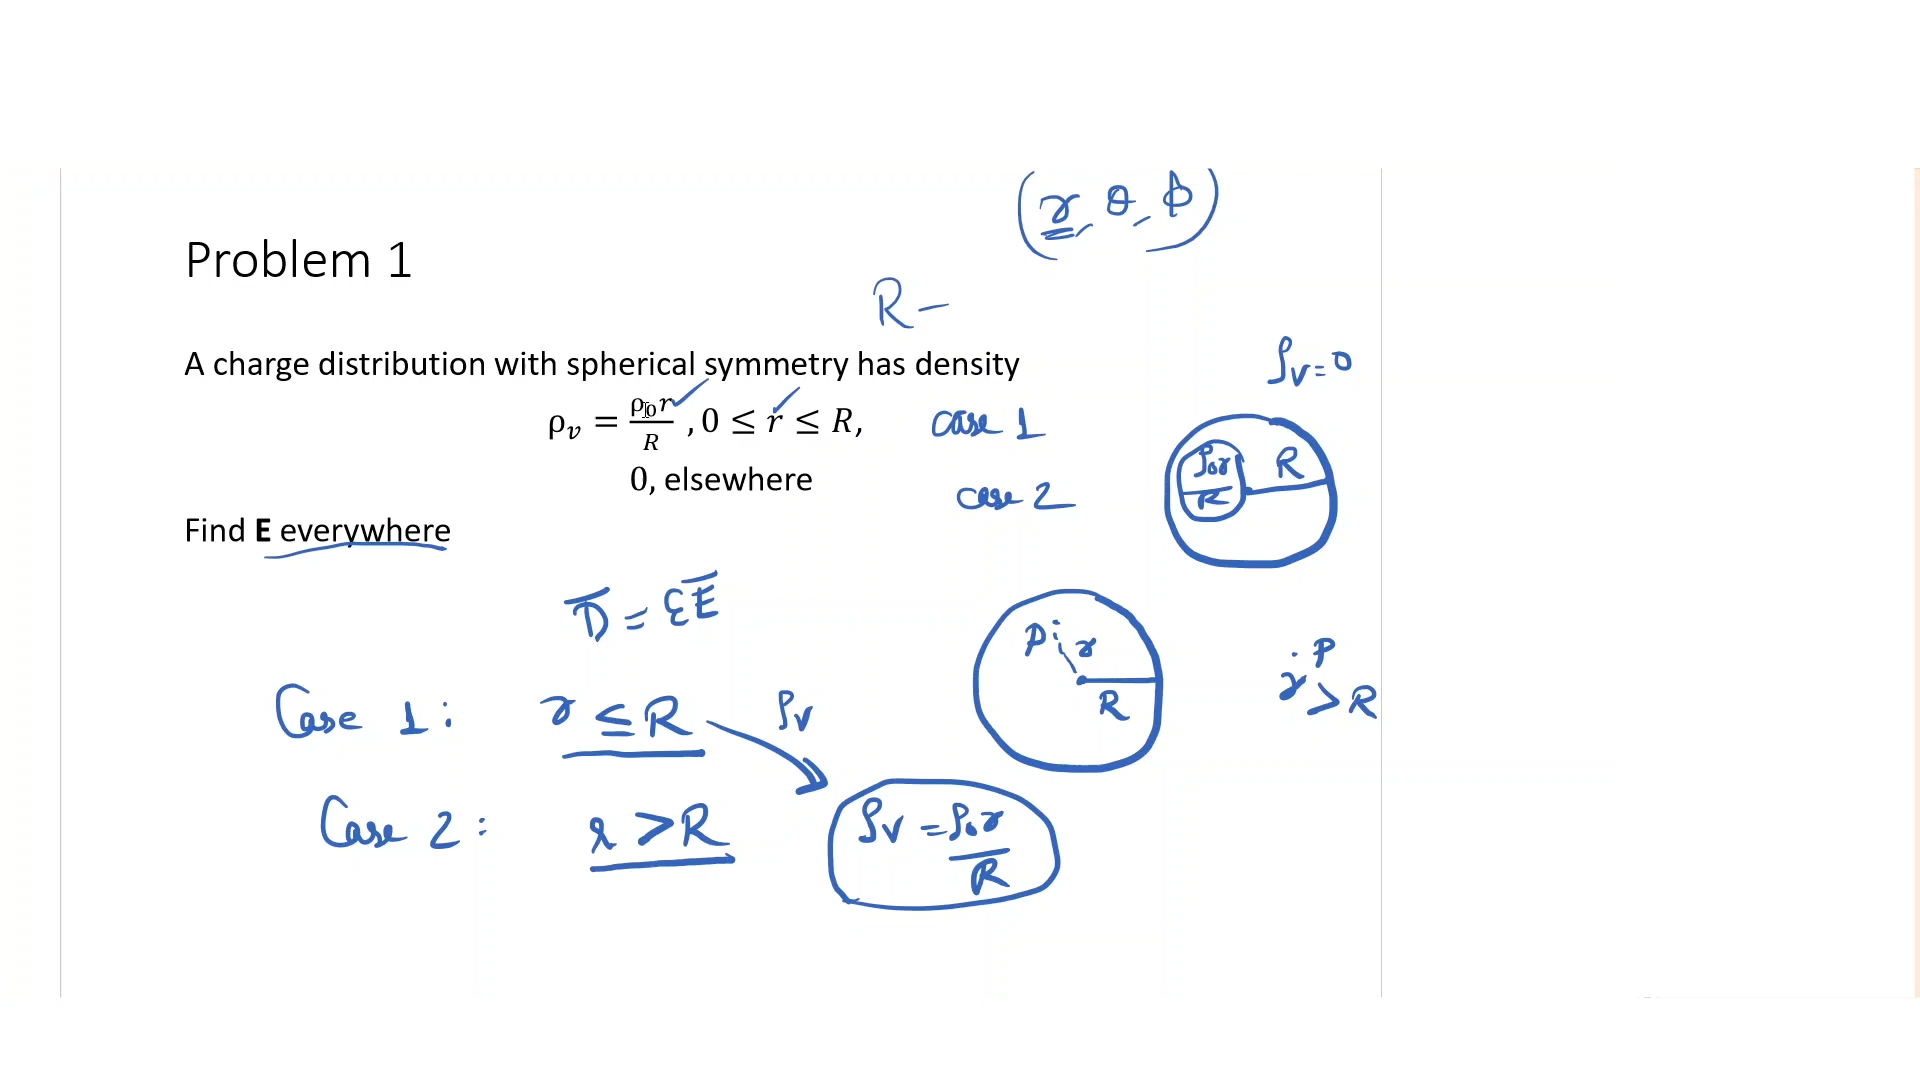 (r, θ, φ)
Problem 1
R –
A charge distribution with spherical symmetry has density
ρv = 0
ρᵥ = ρ₀r/R , 0 ≤ r ≤ R,
case 1
ρ₀r/R R
0, elsewhere
case 2
Find E everywhere
D̅ = εE̅
P r
R
P
r > R
Case 1 : r ≤ R
ρv
Case 2 : r > R
ρv = ρ₀r/R